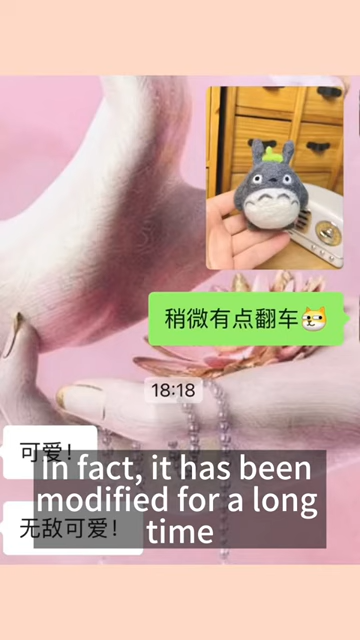 稍微有点翻车
18:18
可爱！
In fact, it has been
modified for a long
time
无敌可爱！